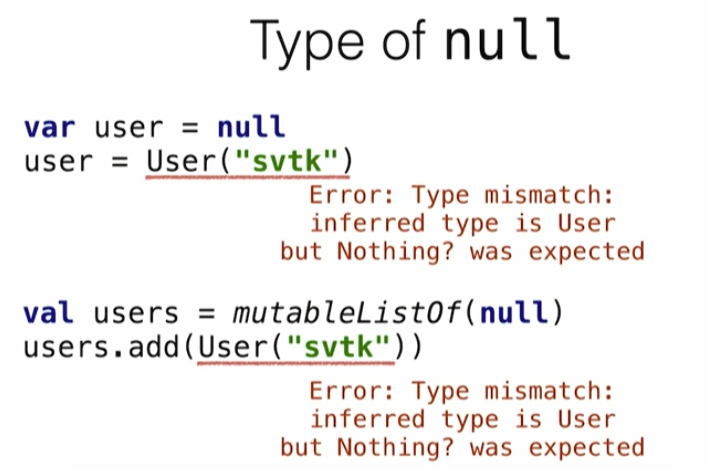 Type of null
var user = null
user = User("svtk")
Error: Type mismatch:
inferred type is User
but Nothing? was expected
val users = mutableListOf(null)
users.add(User("svtk"))
Error: Type mismatch:
inferred type is User
but Nothing? was expected